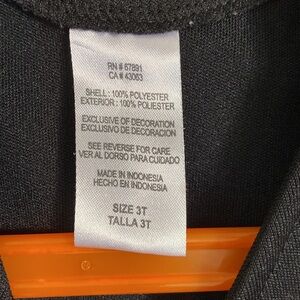 RN # 67891
CA # 43063
SHELL : 100% POLYESTER
EXTERIOR : 100% POLIESTER
EXCLUSIVE OF DECORATION
EXCLUSIVO DE DECORACION
SEE REVERSE FOR CARE
VER AL DORSO PARA CUIDADO
MADE IN INDONESIA
HECHO EN INDONESIA
SIZE 3T
TALLA 3T